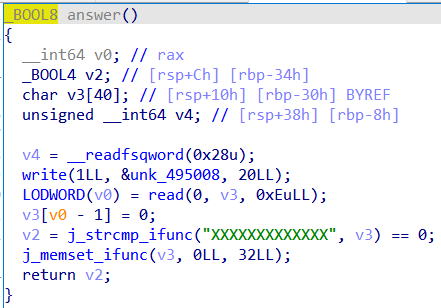 _BOOL8 answer()
{
__int64 v0; // rax
_BOOL4 v2; // [rsp+Ch] [rbp-34h]
char v3[40]; // [rsp+10h] [rbp-30h] BYREF
unsigned __int64 v4; // [rsp+38h] [rbp-8h]
v4 = __readfsqword(0x28u);
write(1LL, &unk_495008, 20LL);
LODWORD(v0) = read(0, v3, 0xEuLL);
v3[v0 - 1] = 0;
v2 = j_strcmp_ifunc("XXXXXXXXXXXXX", v3) == 0;
j_memset_ifunc(v3, 0LL, 32LL);
return v2;
}